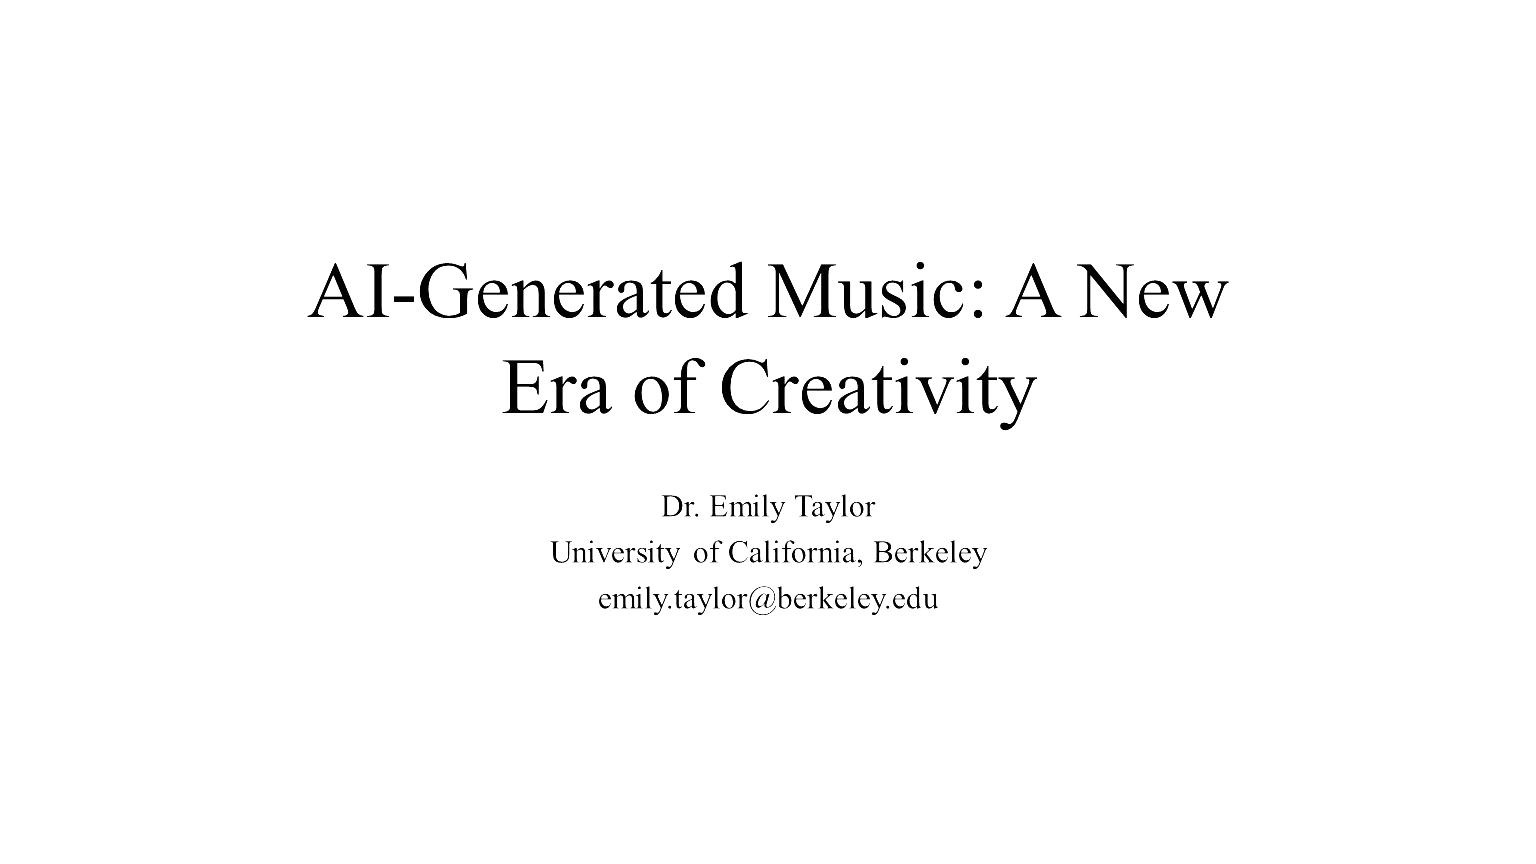 AI-Generated Music: A New
Era of Creativity
Dr. Emily Taylor
University of California, Berkeley
emily.taylor@berkeley.edu